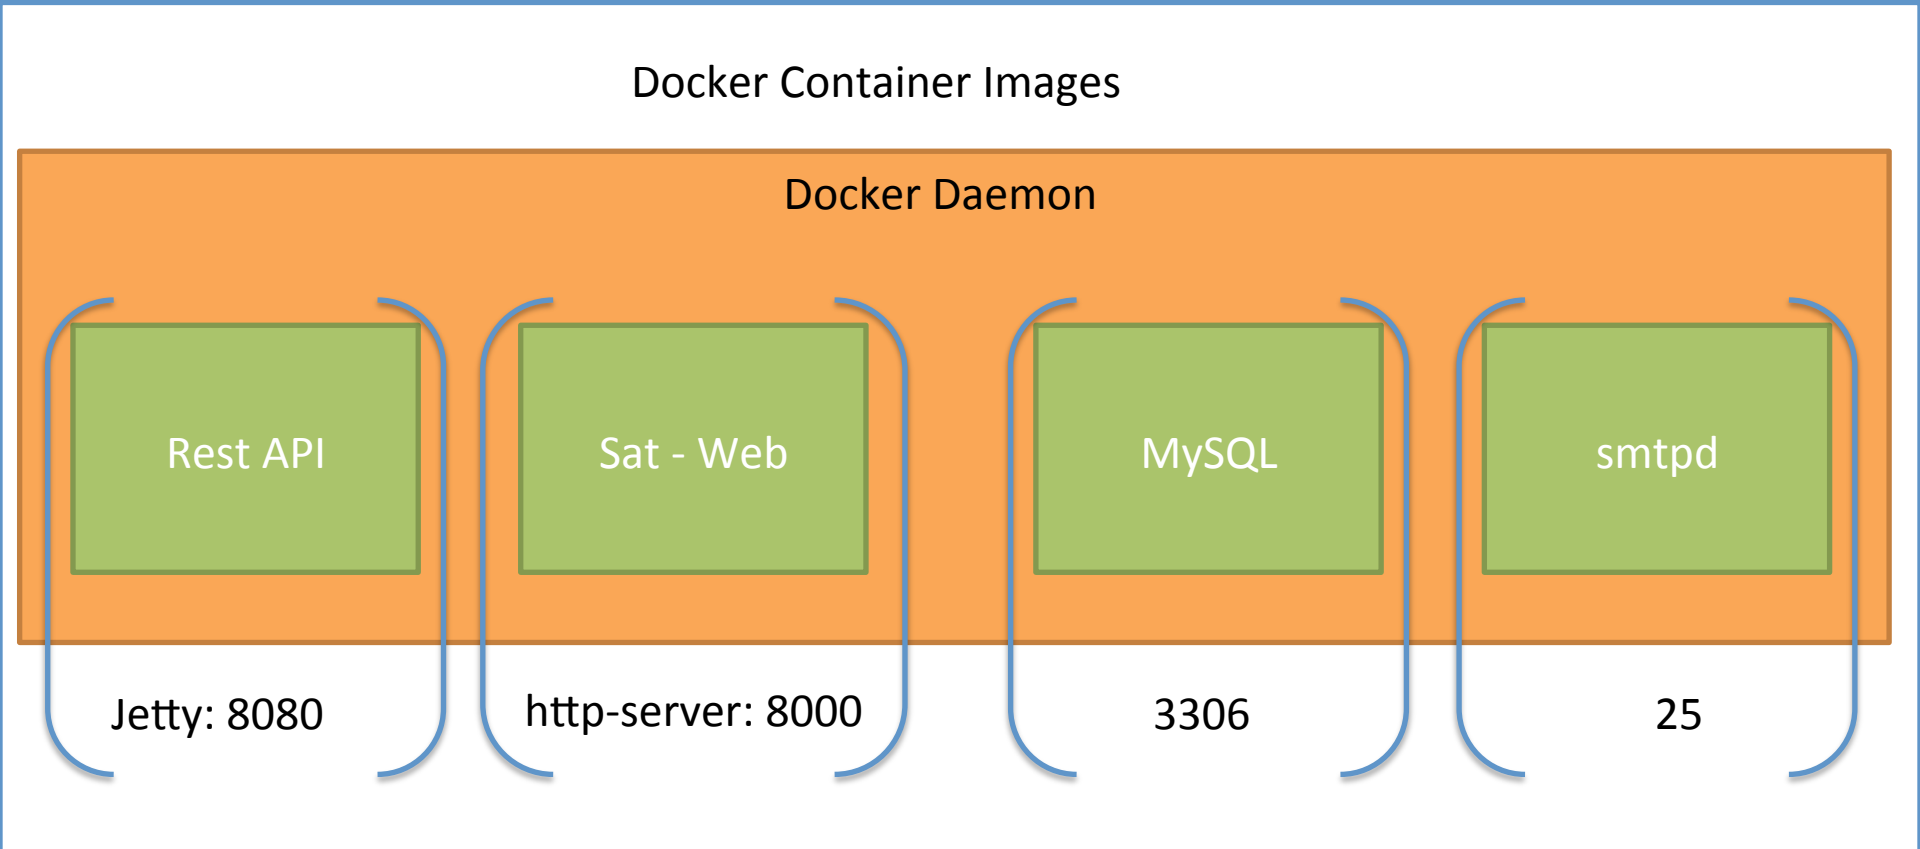 Docker Container Images
Docker Daemon
Rest API
Sat - Web
MySQL
smtpd
Jetty: 8080
http-server: 8000
3306
25